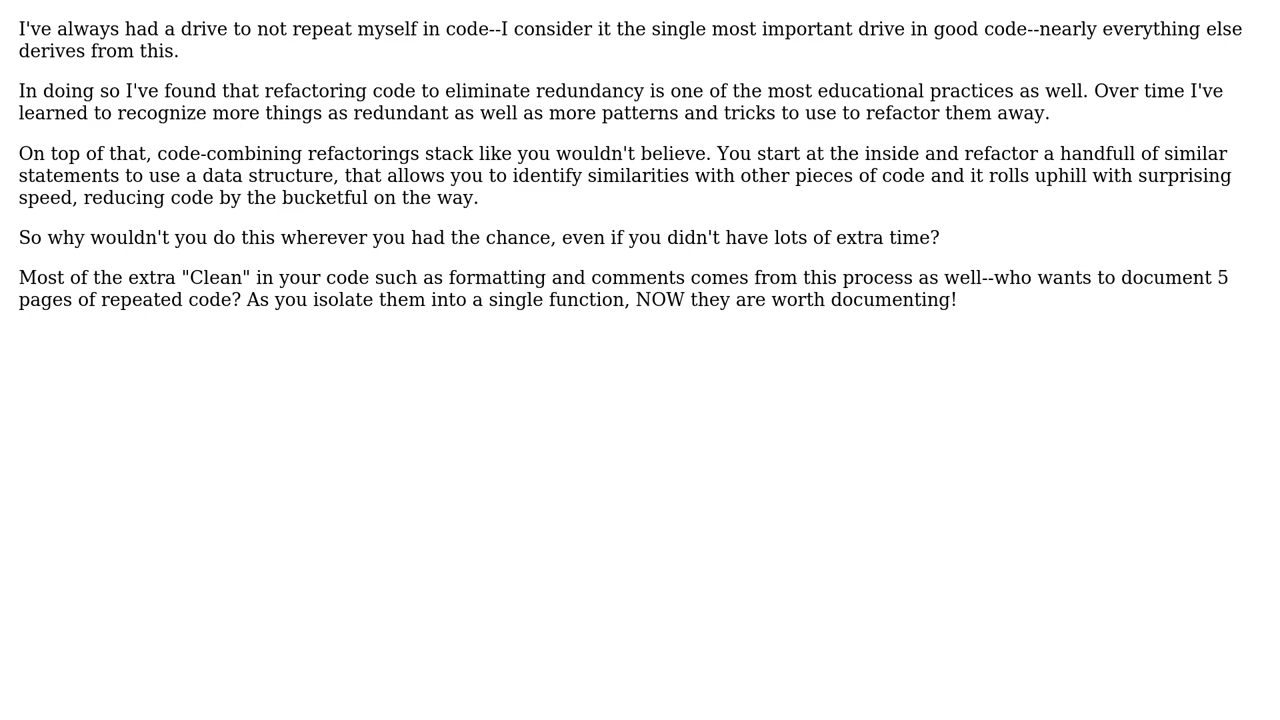 I've always had a drive to not repeat myself in code--I consider it the single most important drive in good code--nearly everything else
derives from this.
In doing so I've found that refactoring code to eliminate redundancy is one of the most educational practices as well. Over time I've
learned to recognize more things as redundant as well as more patterns and tricks to use to refactor them away.
On top of that, code-combining refactorings stack like you wouldn't believe. You start at the inside and refactor a handfull of similar
statements to use a data structure, that allows you to identify similarities with other pieces of code and it rolls uphill with surprising
speed, reducing code by the bucketful on the way.
So why wouldn't you do this wherever you had the chance, even if you didn't have lots of extra time?
Most of the extra "Clean" in your code such as formatting and comments comes from this process as well--who wants to document 5
pages of repeated code? As you isolate them into a single function, NOW they are worth documenting!